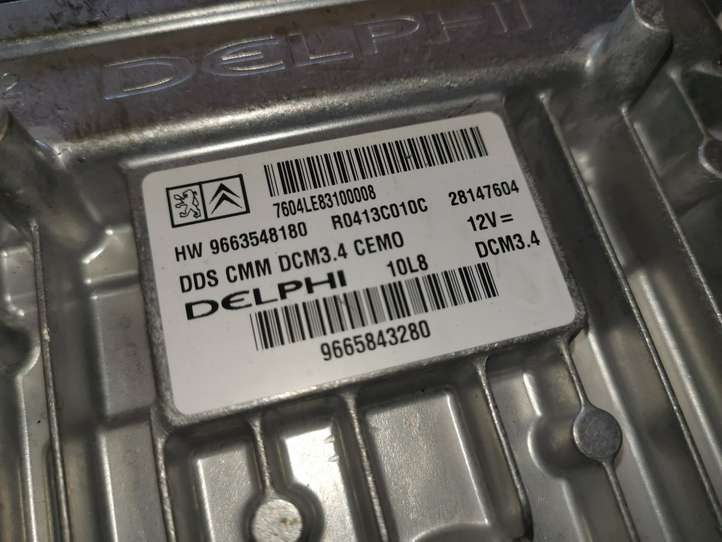 DELPHI
7604LE83100008
HW 9663548180 R0413C010C 28147604
DDS CMM DCM3.4 CEMO 12V=
DELPHI 10L8 DCM3.4
9665843280